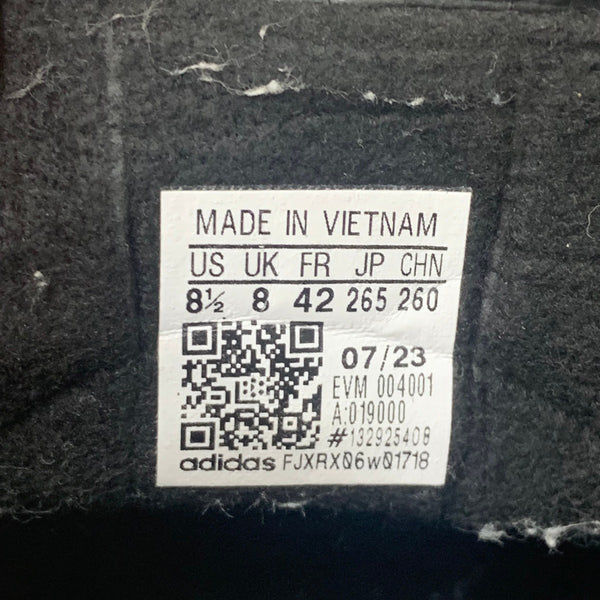 MADE IN VIETNAM
US UK FR JP CHN
8½ 8 42 265 260
07/23
EVM 004001
A:019000
#132925408
adidas FJXRX06w01718